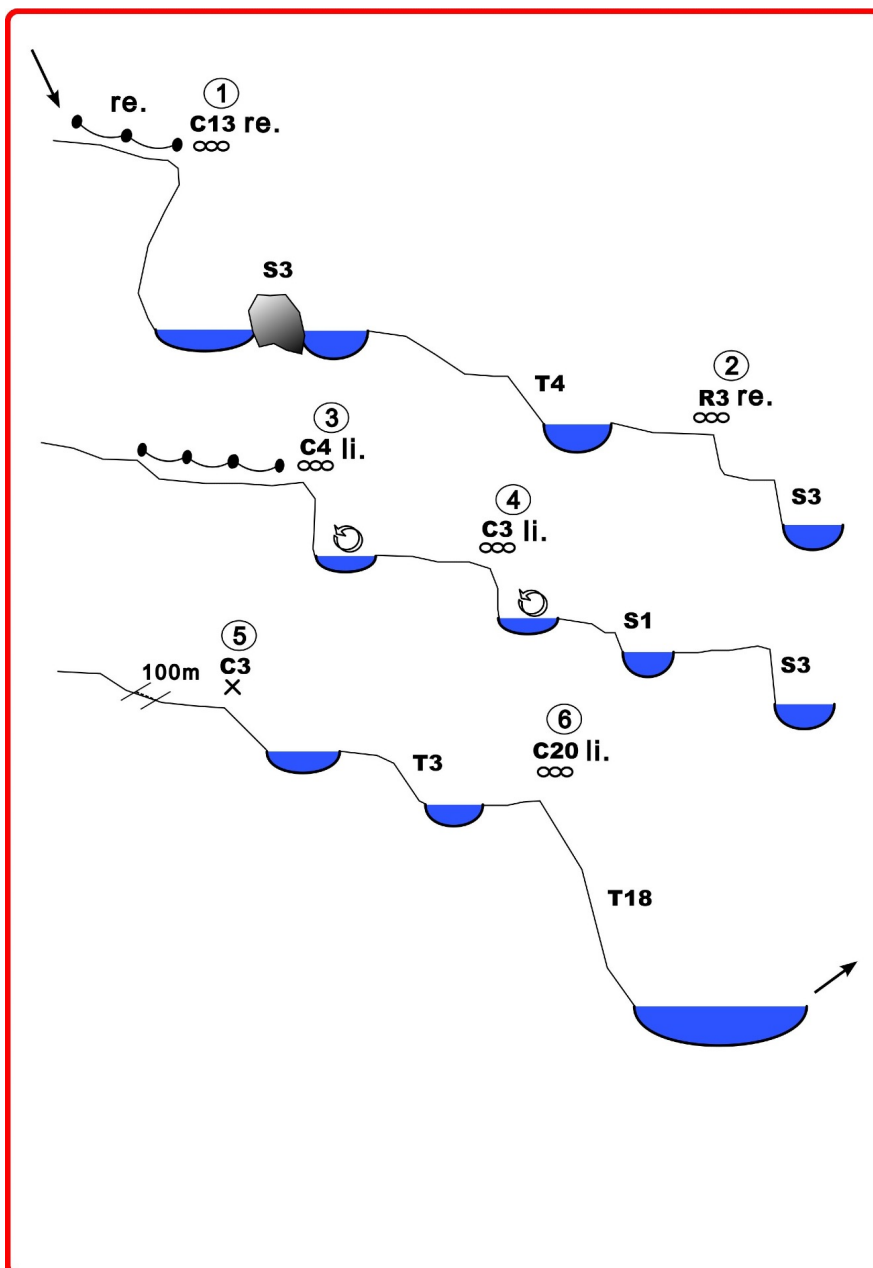 re.
1
C13 re.
S3
T4
2
R3 re.
S3
3
C4 li.
4
C3 li.
S1
S3
5
C3
100m
T3
6
C20 li.
T18